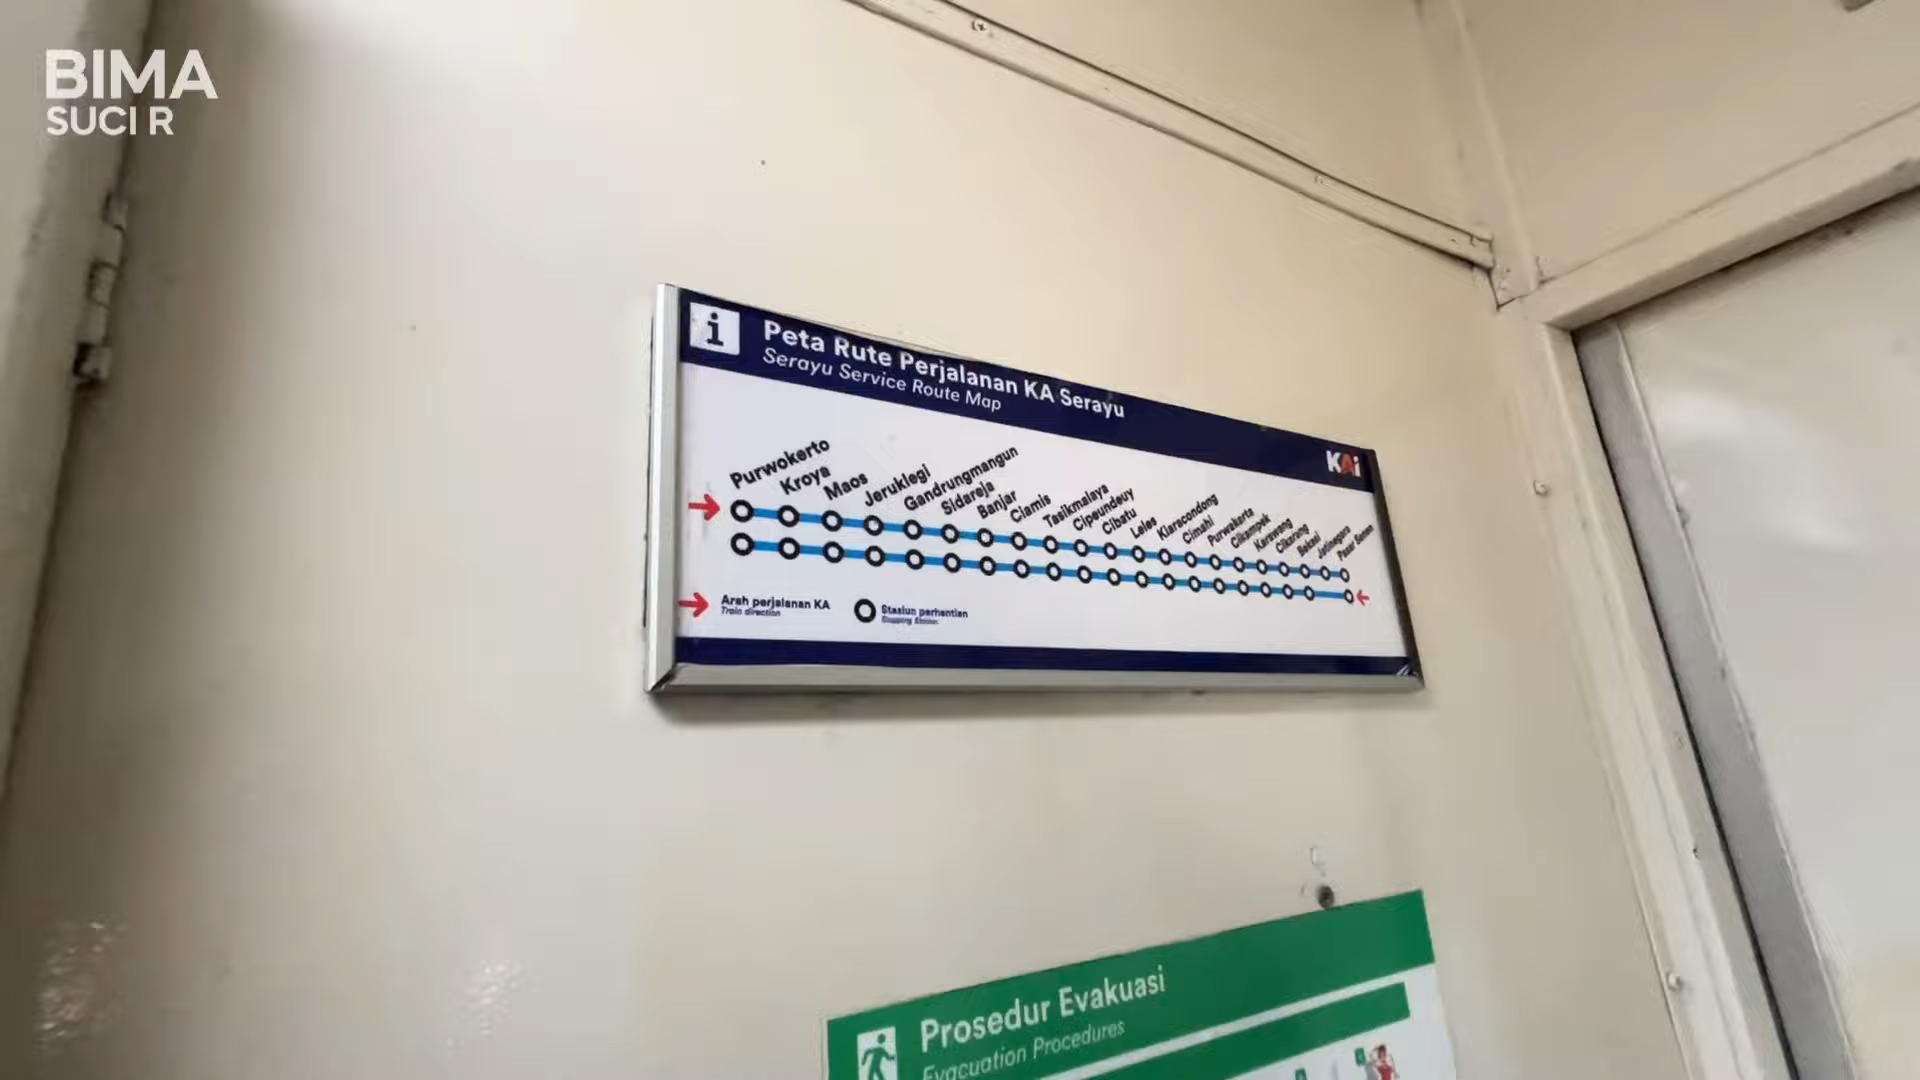 BIMA
SUCI R
i
Peta Rute Perjalanan KA Serayu
Serayu Service Route Map
KAI
Purwokerto
Kroya
Maos
Jeruklegi
Gandrungmangun
Sidareja
Banjar
Ciamis
Tasikmalaya
Cipeundeuy
Cibatu
Leles
Kiaracondong
Cimahi
Purwakarta
Cikampek
Karawang
Cikarang
Bekasi
Jatinegara
Pasar Senen
Arah perjalanan KA
Train direction
Stasiun perhentian
Stopping Station
Prosedur Evakuasi
Evacuation Procedures